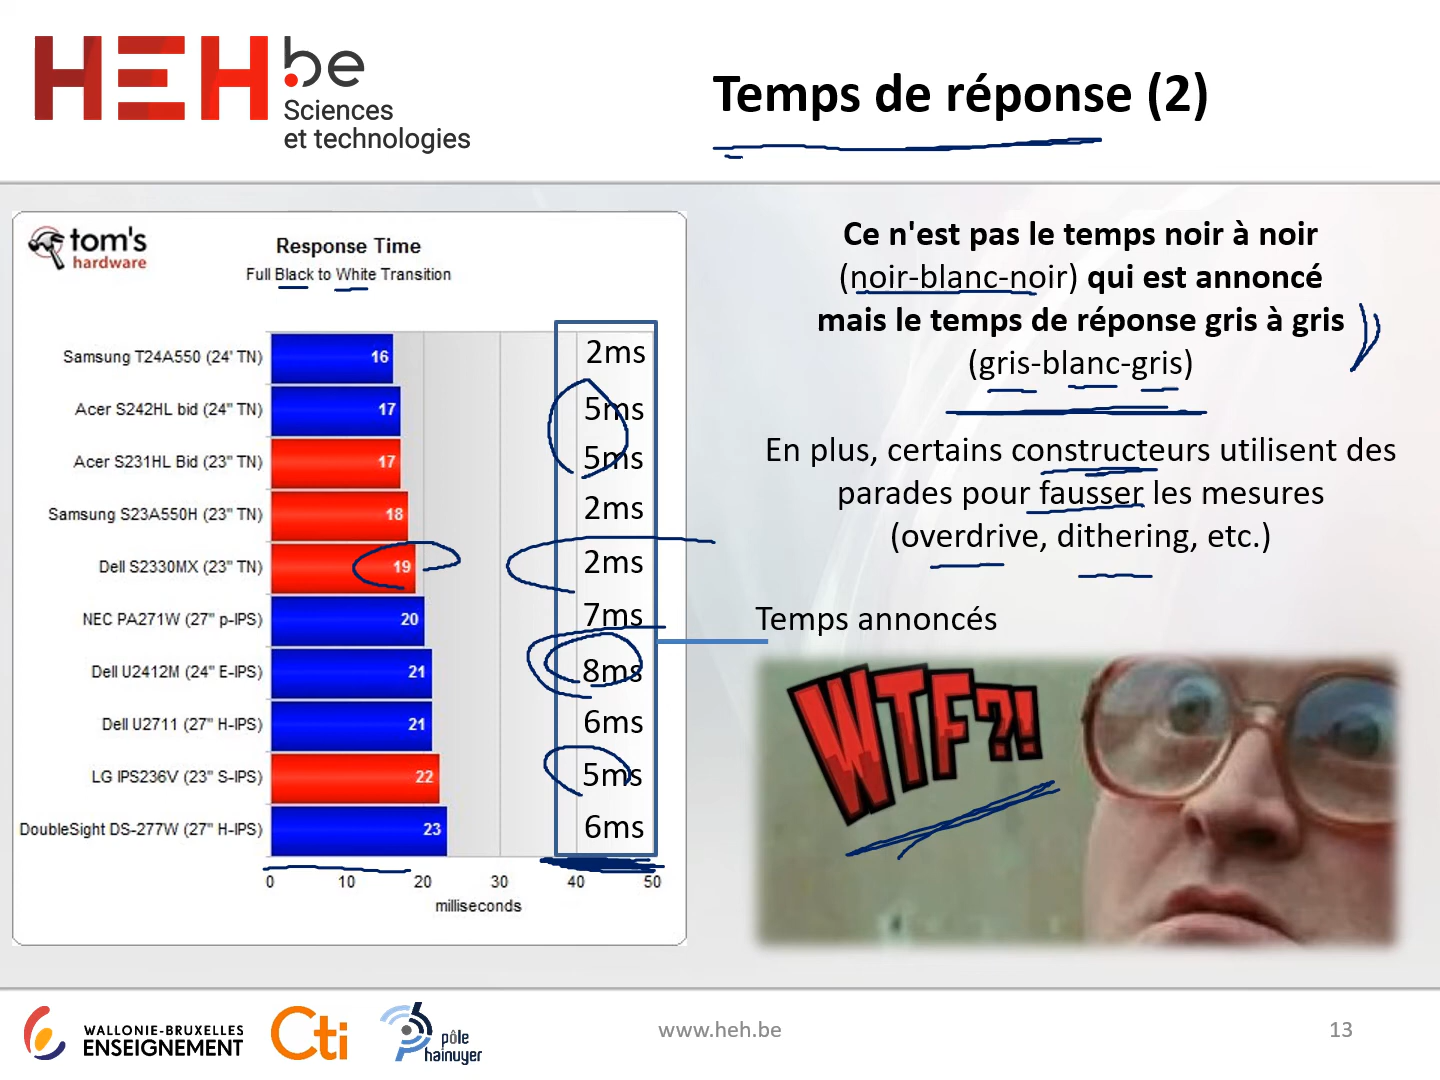 HEH.be
Sciences
et technologies
Temps de réponse (2)
tom's
hardware
Response Time
Full Black to White Transition
Samsung T24A550 (24' TN) 16 2ms
Acer S242HL bid (24" TN) 17 5ms
Acer S231HL Bid (23" TN) 17 5ms
Samsung S23A550H (23" TN) 18 2ms
Dell S2330MX (23" TN) 19 2ms
NEC PA271W (27" p-IPS) 20 7ms
Dell U2412M (24" E-IPS) 21 8ms
Dell U2711 (27" H-IPS) 21 6ms
LG IPS236V (23" S-IPS) 22 5ms
DoubleSight DS-277W (27" H-IPS) 23 6ms
0 10 20 30 40 50
milliseconds
Ce n'est pas le temps noir à noir
(noir-blanc-noir) qui est annoncé
mais le temps de réponse gris à gris
(gris-blanc-gris)
En plus, certains constructeurs utilisent des
parades pour fausser les mesures
(overdrive, dithering, etc.)
Temps annoncés
WTF?!
WALLONIE-BRUXELLES
ENSEIGNEMENT
Cti
pôle
hainuyer
www.heh.be
13